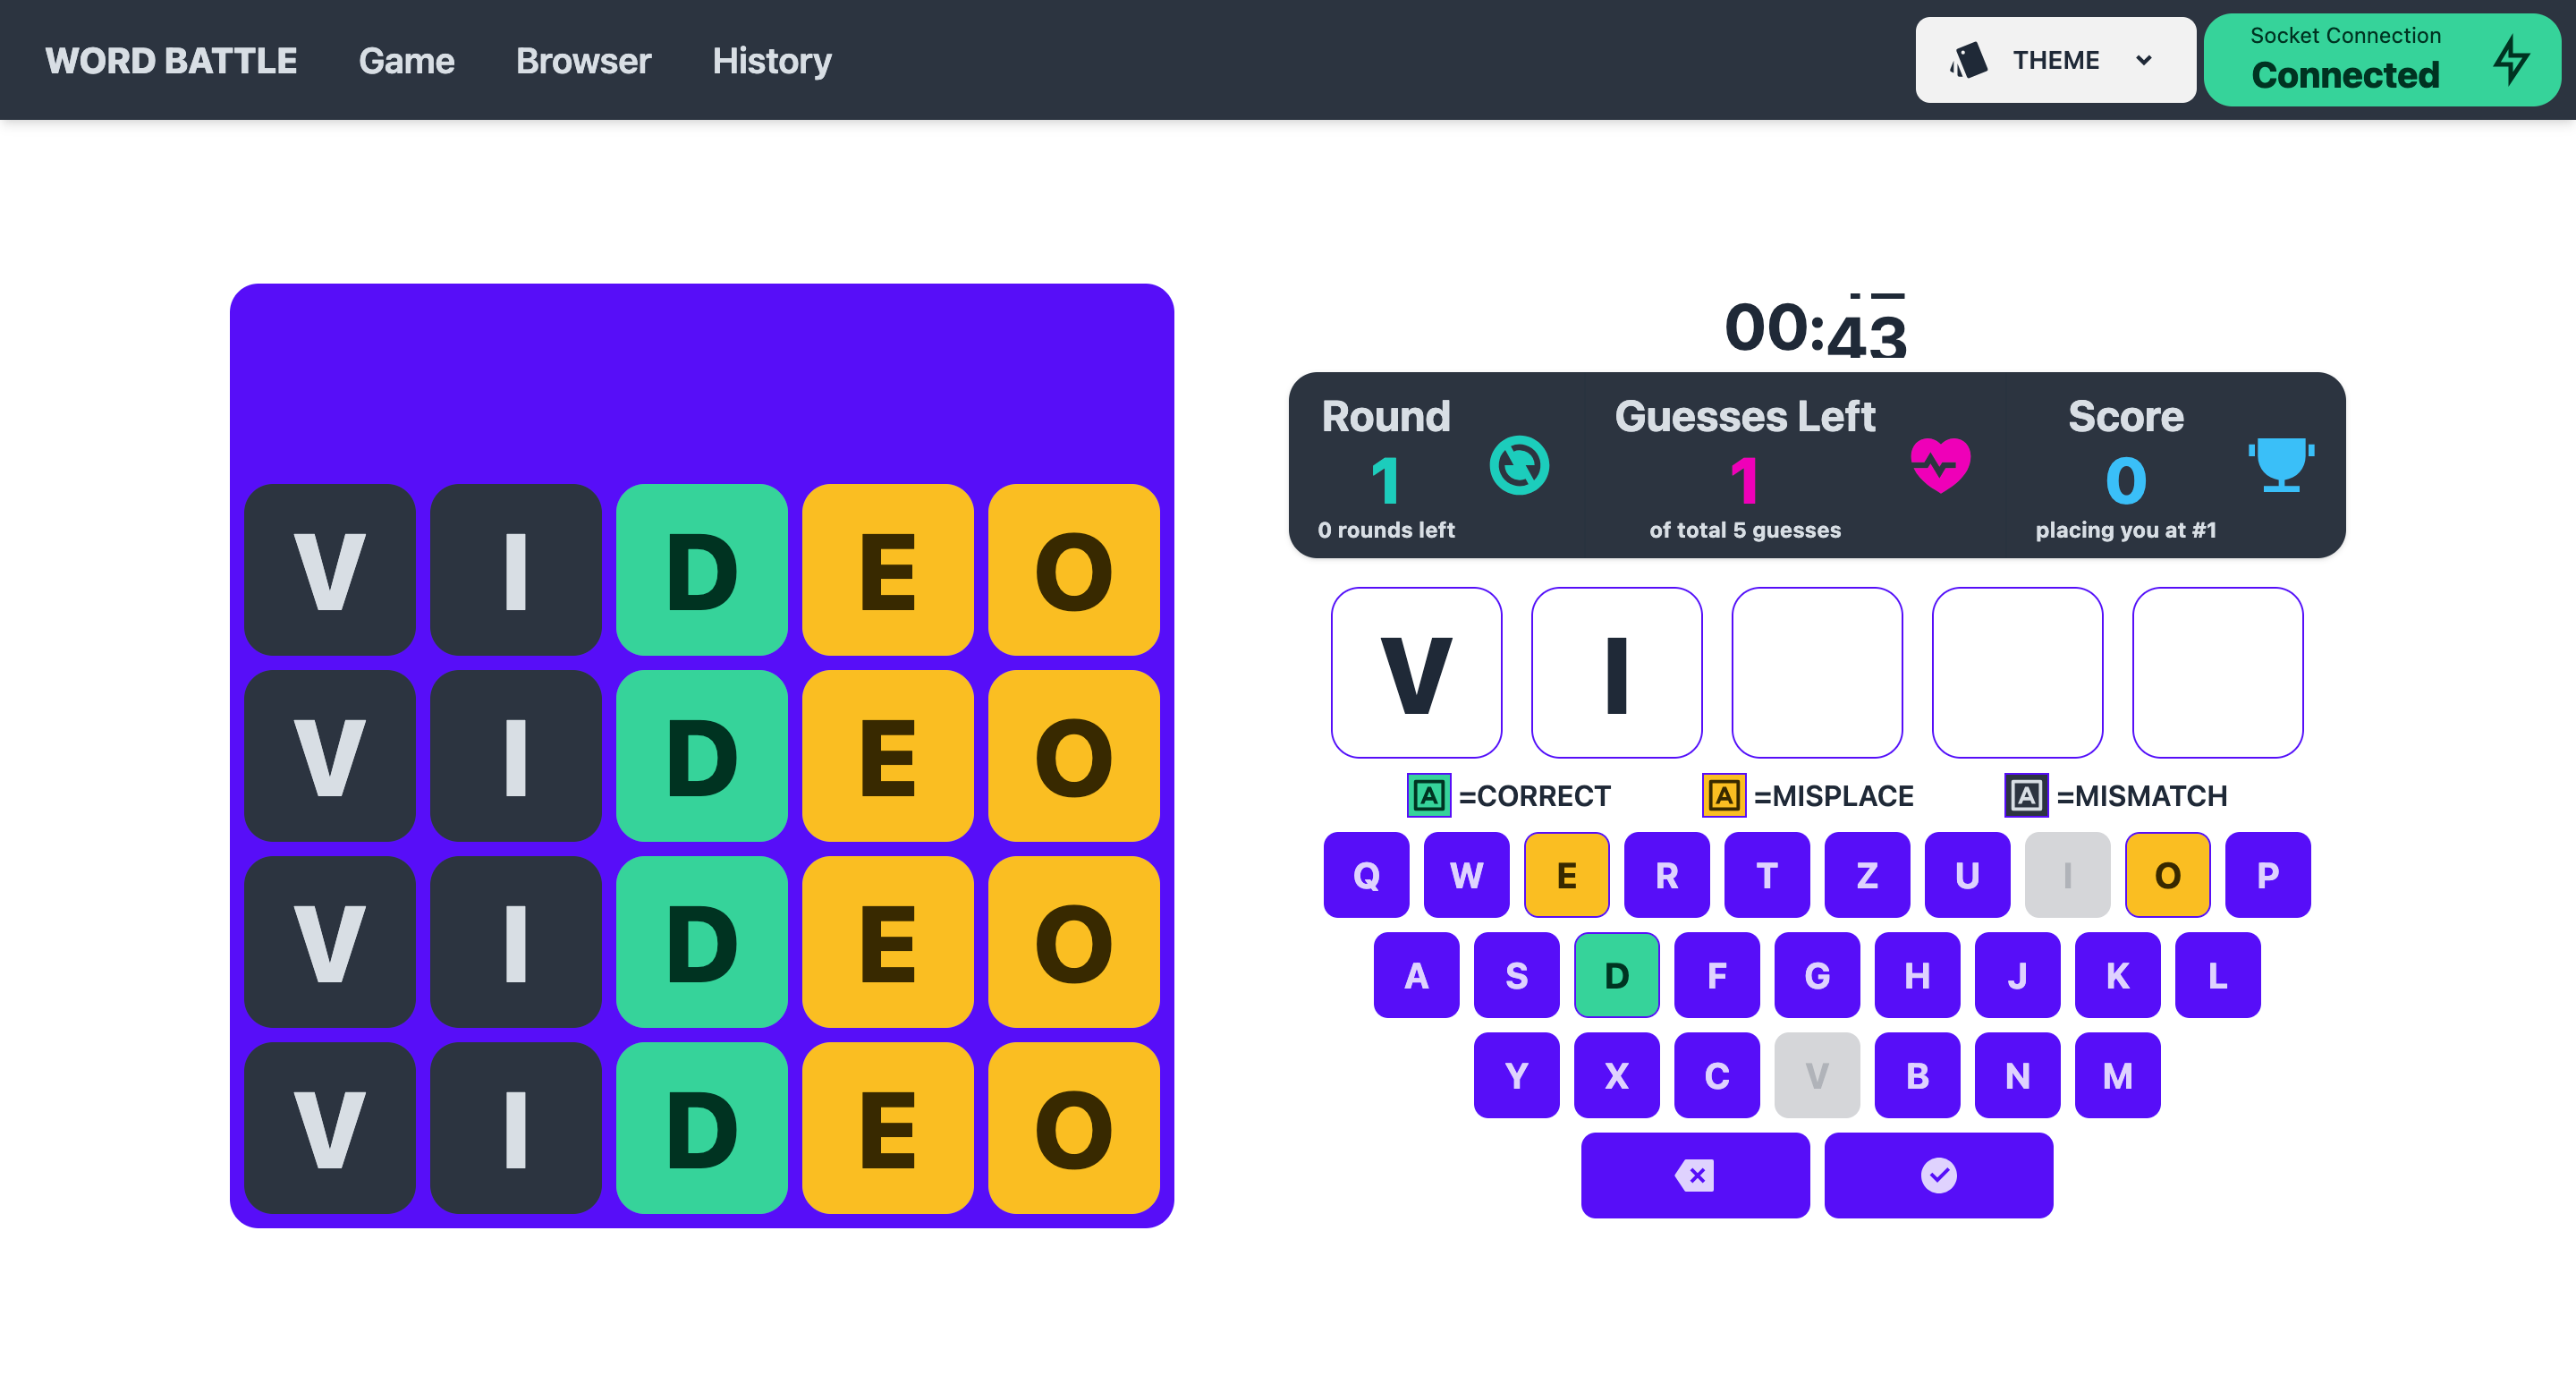 WORD BATTLE Game Browser History THEME Socket Connection
Connected
00:43
Round Guesses Left Score
1 1 0
0 rounds left of total 5 guesses placing you at #1
V I D E O
V I D E O
V I D E O
V I D E O
V I
A =CORRECT A =MISPLACE A =MISMATCH
Q W E R T Z U I O P
A S D F G H J K L
Y X C V B N M